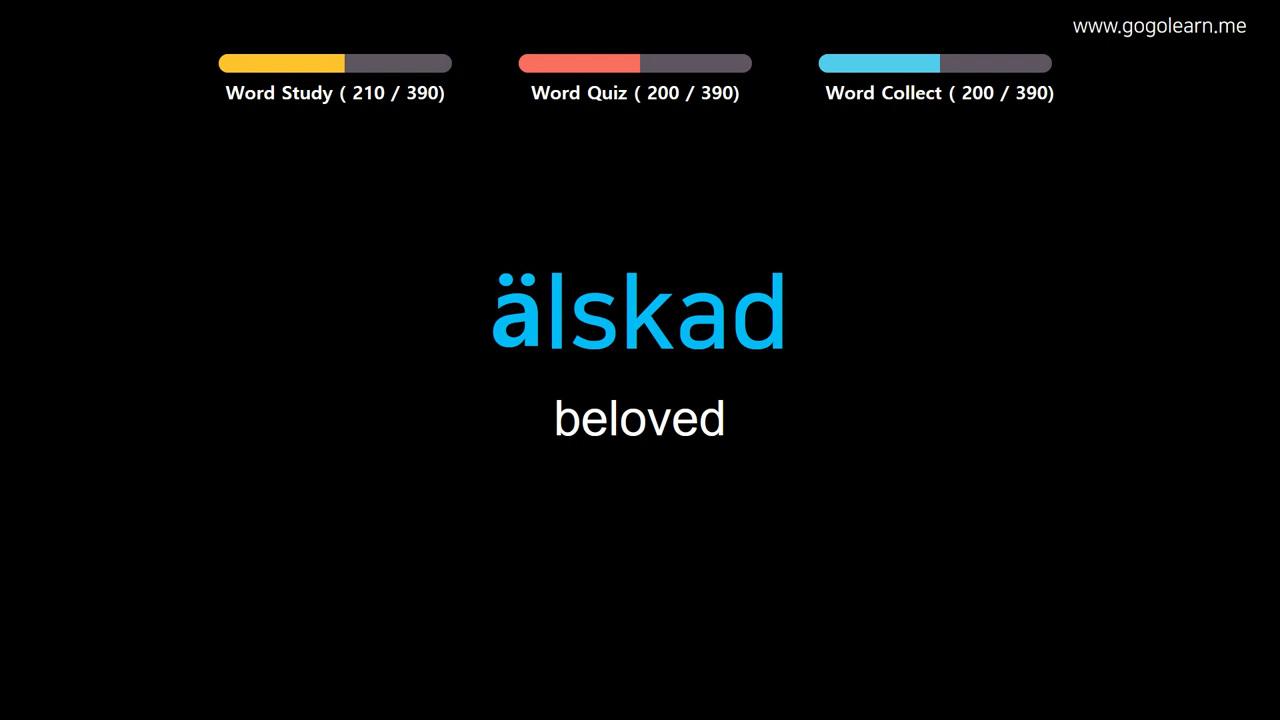 www.gogolearn.me
Word Study ( 210 / 390)
Word Quiz ( 200 / 390)
Word Collect ( 200 / 390)
älskad
beloved